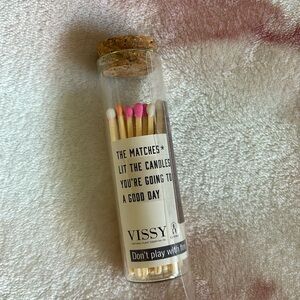 THE MATCHES*
LIT THE CANDLES
YOU'RE GOING TO
A GOOD DAY
VISSY
Don't play with